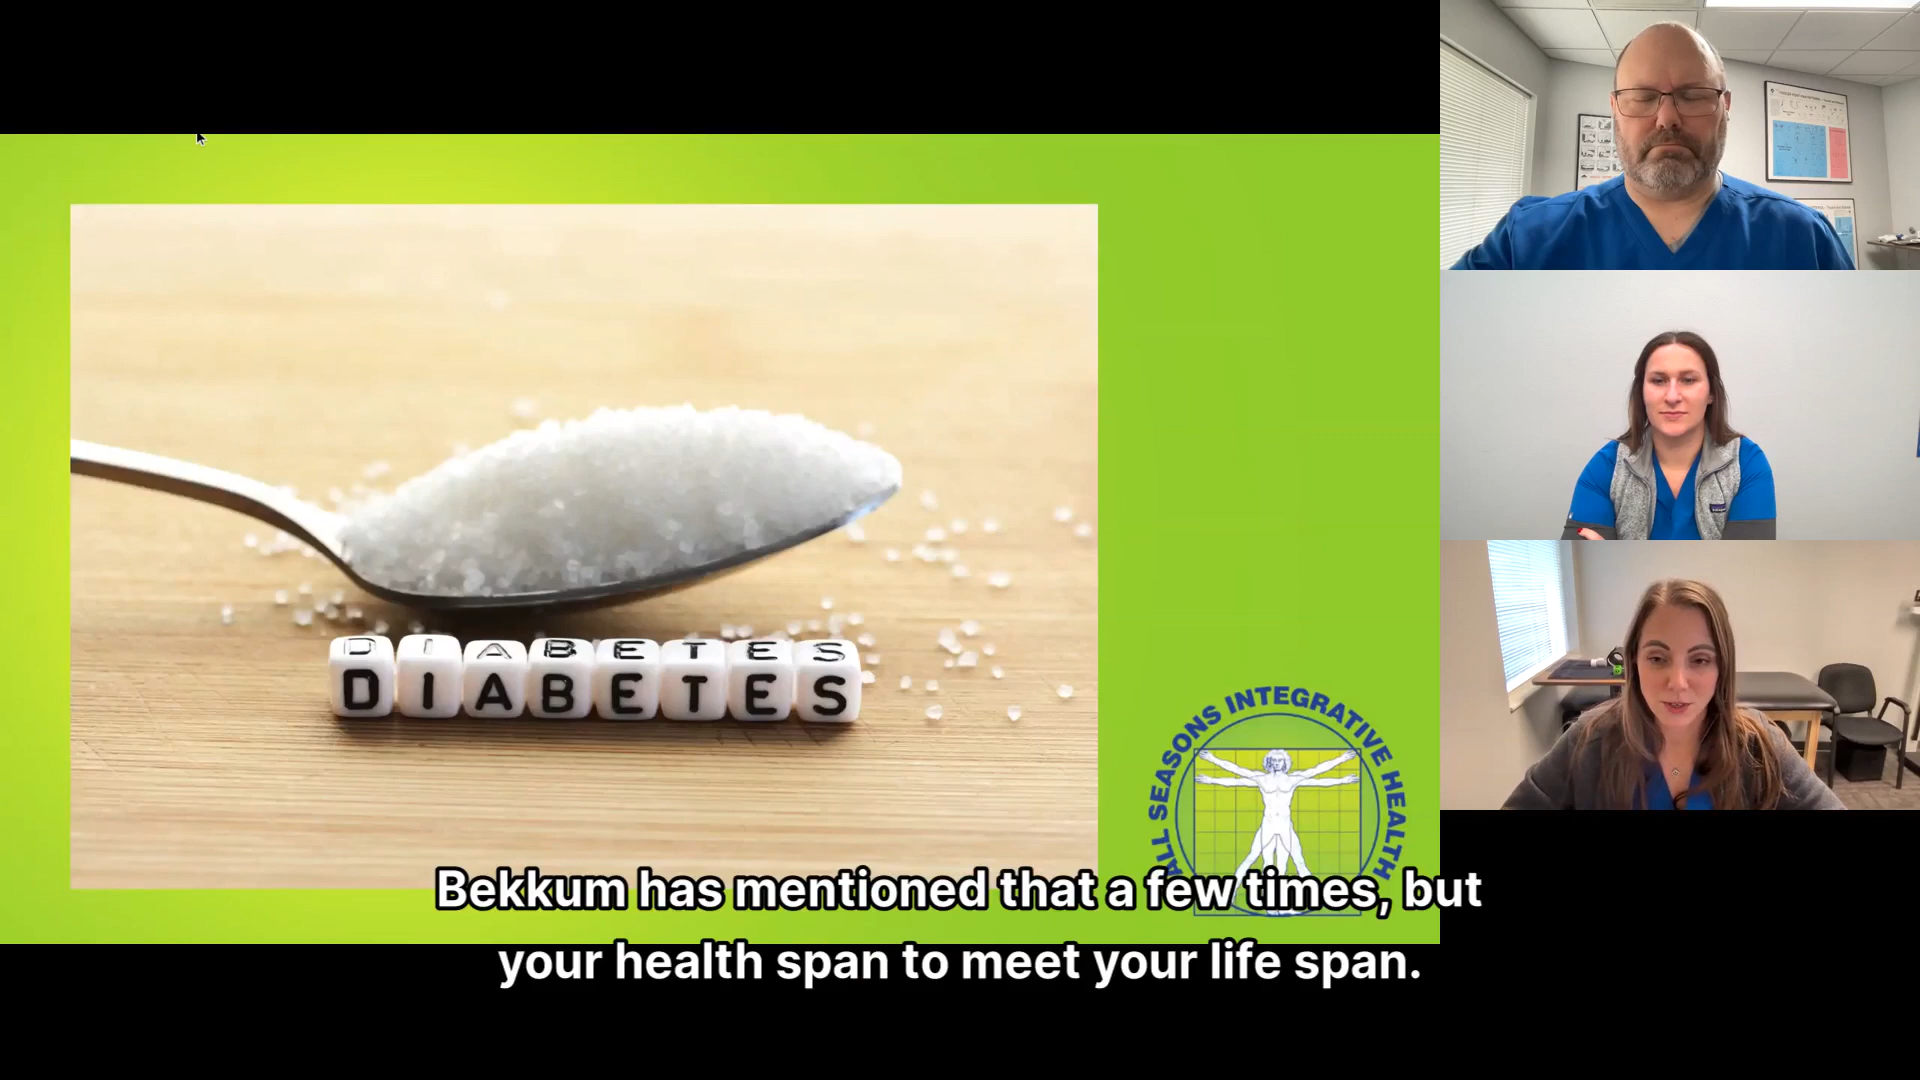 DIABETES
DIABETES
ALL SEASONS INTEGRATIVE HEALTH
Bekkum has mentioned that a few times, but
your health span to meet your life span.